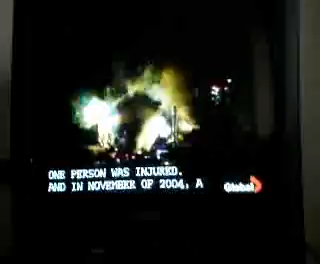 ONE PERSON WAS INJURED.
AND IN NOVEMBER OF 2004, A
Global